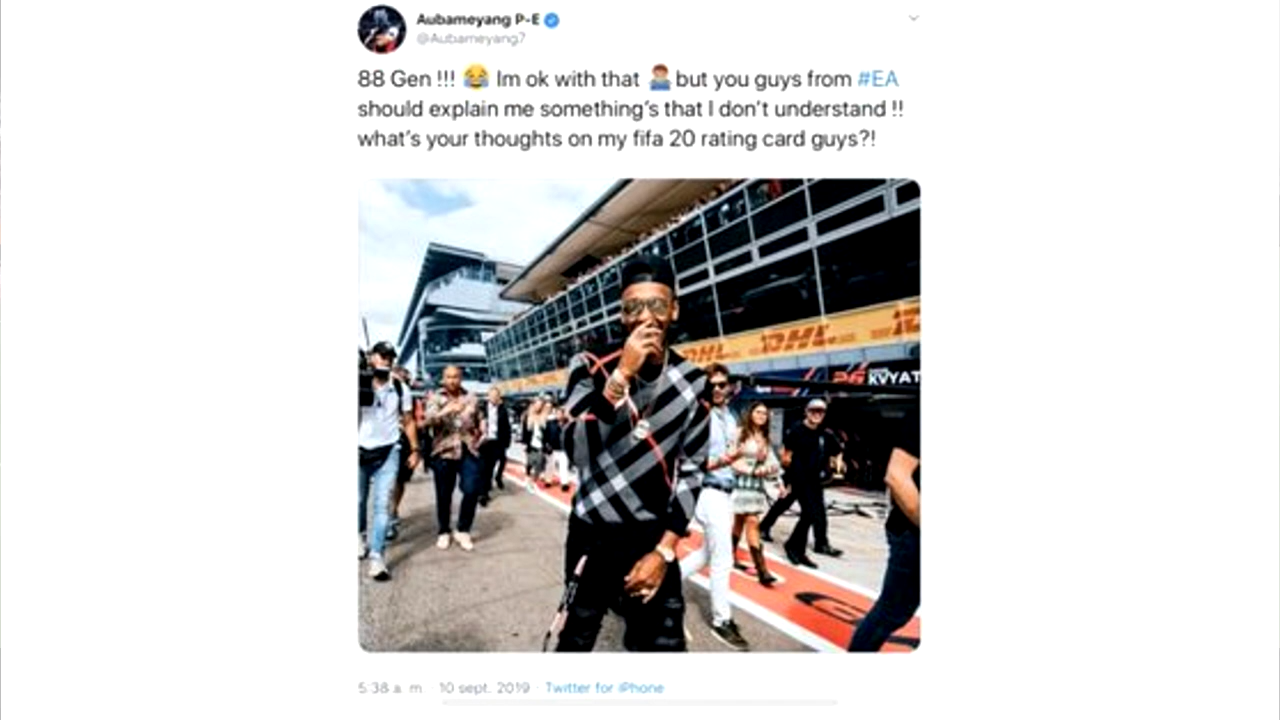 Aubameyang P-E
@Aubameyang7
88 Gen !!! 😂 Im ok with that 🤷🏽‍♂️ but you guys from #EA
should explain me something's that I don't understand !!
what's your thoughts on my fifa 20 rating card guys?!
DHL DHL
26 KVYAT
5:38 a. m. 10 sept. 2019 · Twitter for iPhone